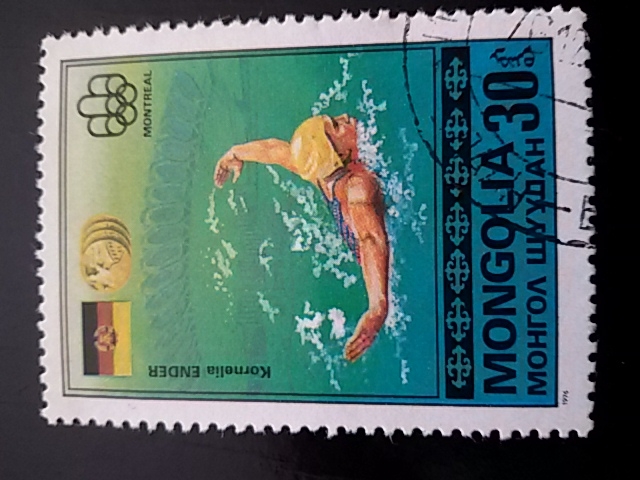 MONTREAL
Kornelia ENDER
30
MONGOLIA
МОНГОЛ ШУУДАН
1976